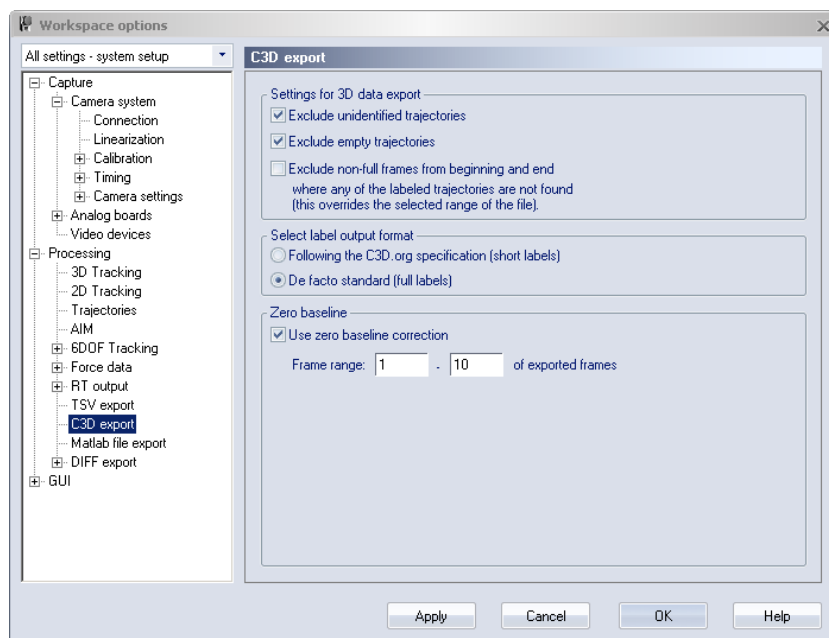 Workspace options
All settings - system setup
Capture
Camera system
Connection
Linearization
Calibration
Timing
Camera settings
Analog boards
Video devices
Processing
3D Tracking
2D Tracking
Trajectories
AIM
6DOF Tracking
Force data
RT output
TSV export
C3D export
Matlab file export
DIFF export
GUI
C3D export
Settings for 3D data export
Exclude unidentified trajectories
Exclude empty trajectories
Exclude non-full frames from beginning and end
where any of the labeled trajectories are not found
(this overrides the selected range of the file).
Select label output format
Following the C3D.org specification (short labels)
De facto standard (full labels)
Zero baseline
Use zero baseline correction
Frame range: 1 - 10 of exported frames
Apply Cancel OK Help